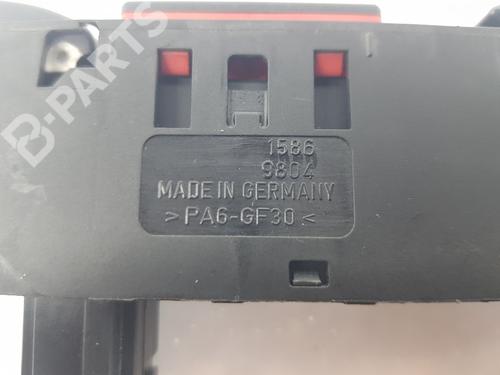 B-PARTS
1586
9804
MADE IN GERMANY
>PA6-GF30<